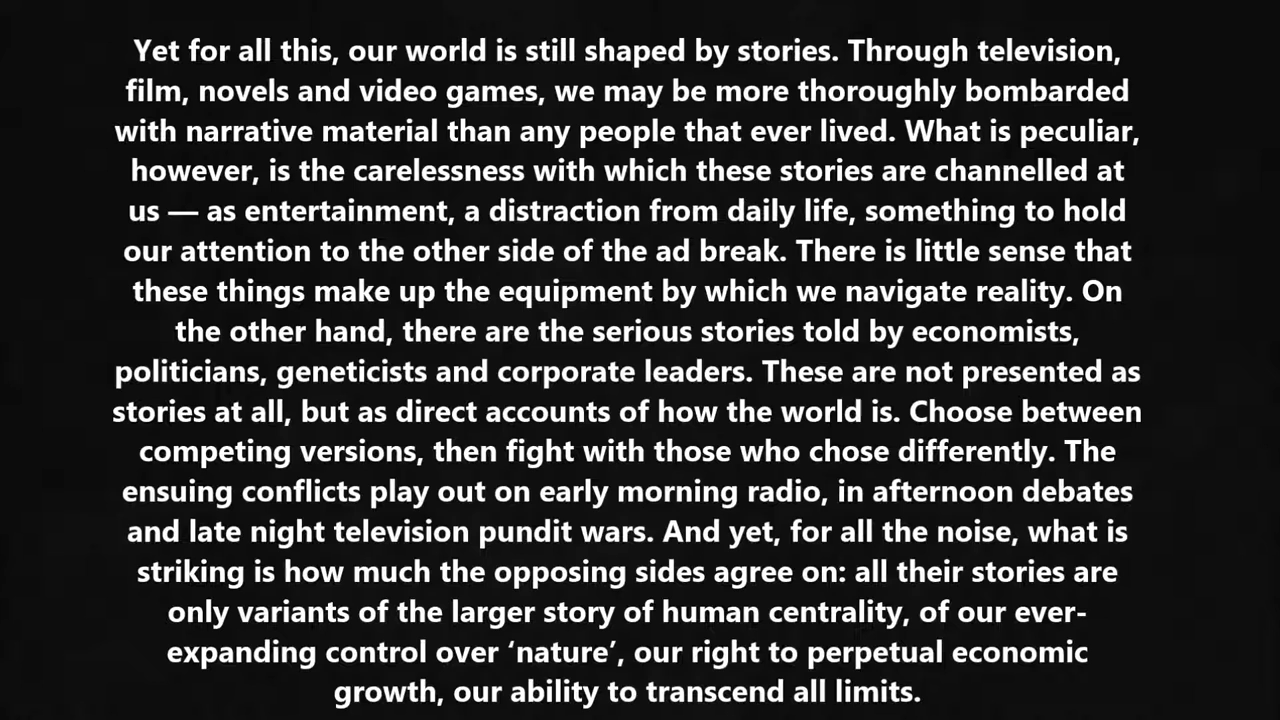 Yet for all this, our world is still shaped by stories. Through television,
film, novels and video games, we may be more thoroughly bombarded
with narrative material than any people that ever lived. What is peculiar,
however, is the carelessness with which these stories are channelled at
us — as entertainment, a distraction from daily life, something to hold
our attention to the other side of the ad break. There is little sense that
these things make up the equipment by which we navigate reality. On
the other hand, there are the serious stories told by economists,
politicians, geneticists and corporate leaders. These are not presented as
stories at all, but as direct accounts of how the world is. Choose between
competing versions, then fight with those who chose differently. The
ensuing conflicts play out on early morning radio, in afternoon debates
and late night television pundit wars. And yet, for all the noise, what is
striking is how much the opposing sides agree on: all their stories are
only variants of the larger story of human centrality, of our ever-
expanding control over ‘nature’, our right to perpetual economic
growth, our ability to transcend all limits.